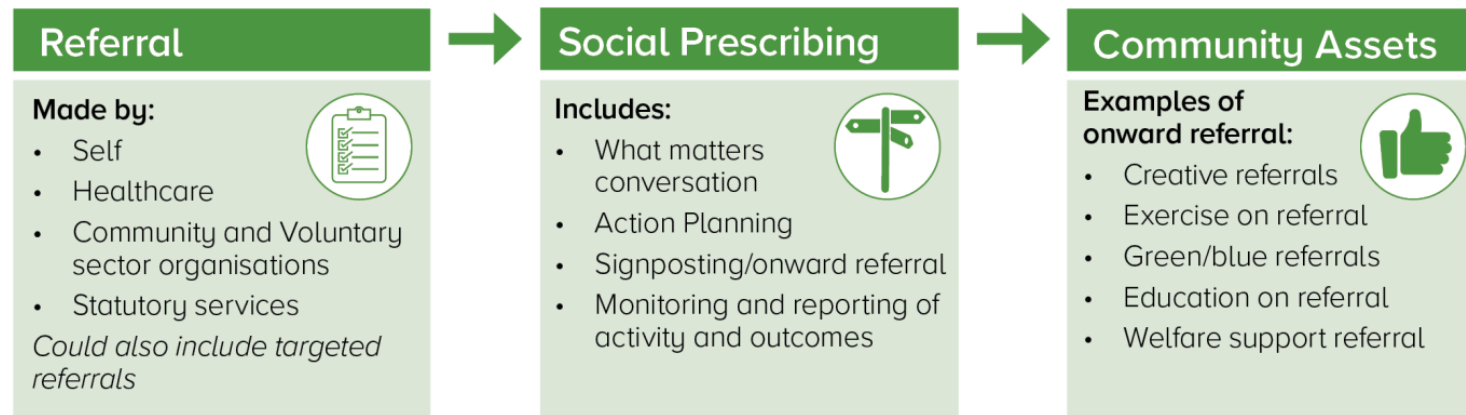 Referral
Made by:
• Self
• Healthcare
• Community and Voluntary
sector organisations
• Statutory services
Could also include targeted
referrals
Social Prescribing
Includes:
• What matters
conversation
• Action Planning
• Signposting/onward referral
• Monitoring and reporting of
activity and outcomes
Community Assets
Examples of
onward referral:
• Creative referrals
• Exercise on referral
• Green/blue referrals
• Education on referral
• Welfare support referral